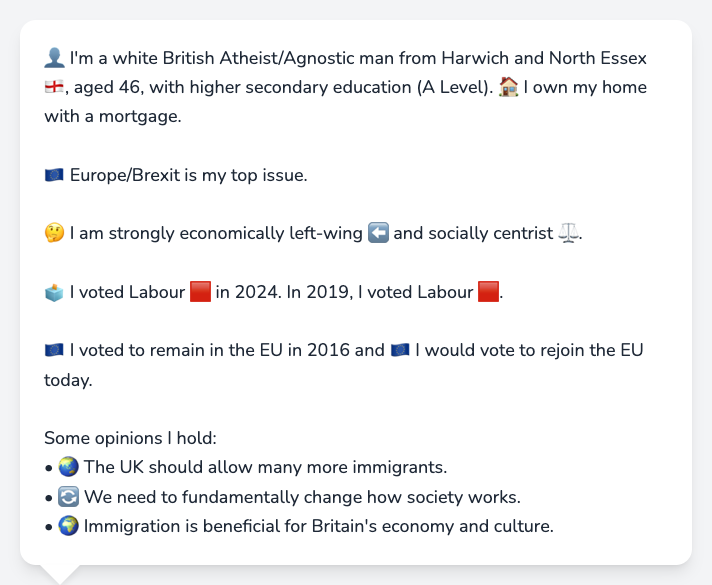 👤 I'm a white British Atheist/Agnostic man from Harwich and North Essex
🏴󠁧󠁢󠁥󠁮󠁧󠁿, aged 46, with higher secondary education (A Level). 🏠 I own my home
with a mortgage.
🇪🇺 Europe/Brexit is my top issue.
🤔 I am strongly economically left-wing ⬅️ and socially centrist ⚖️.
🗳️ I voted Labour 🟥 in 2024. In 2019, I voted Labour 🟥.
🇪🇺 I voted to remain in the EU in 2016 and 🇪🇺 I would vote to rejoin the EU
today.
Some opinions I hold:
• 🌏 The UK should allow many more immigrants.
• 🔄 We need to fundamentally change how society works.
• 🌍 Immigration is beneficial for Britain's economy and culture.